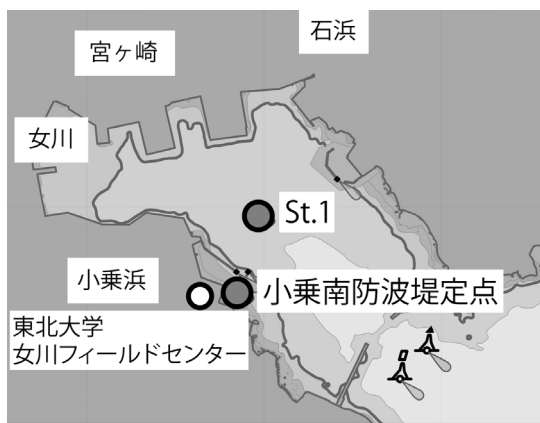 石浜
宮ヶ崎
女川
St.1
小乗浜
小乗南防波堤定点
東北大学
女川フィールドセンター